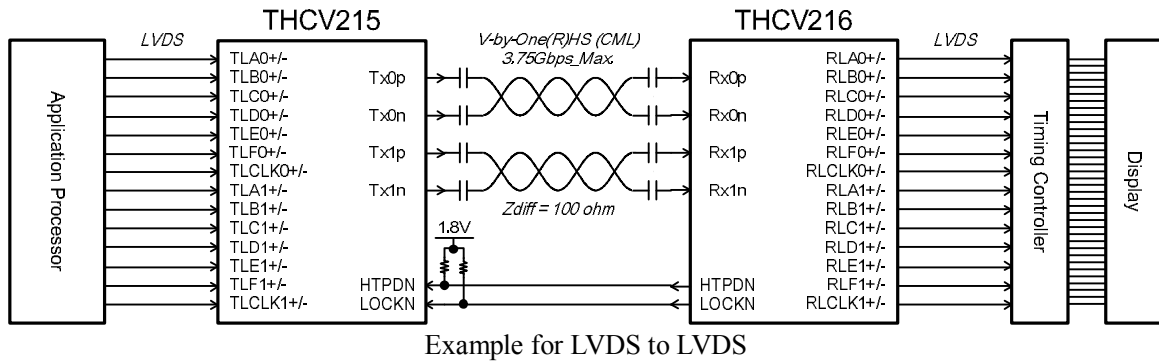 THCV215
THCV216
LVDS
V-by-One(R)HS (CML)
3.75Gbps_Max.
LVDS
Application Processor
TLA0+/-
TLB0+/-
TLC0+/-
TLD0+/-
TLE0+/-
TLF0+/-
TLCLK0+/-
TLA1+/-
TLB1+/-
TLC1+/-
TLD1+/-
TLE1+/-
TLF1+/-
TLCLK1+/-
Tx0p
Tx0n
Tx1p
Tx1n
HTPDN
LOCKN
Zdiff = 100 ohm
1.8V
Rx0p
Rx0n
Rx1p
Rx1n
HTPDN
LOCKN
RLA0+/-
RLB0+/-
RLC0+/-
RLD0+/-
RLE0+/-
RLF0+/-
RLCLK0+/-
RLA1+/-
RLB1+/-
RLC1+/-
RLD1+/-
RLE1+/-
RLF1+/-
RLCLK1+/-
Timing Controller
Display
Example for LVDS to LVDS